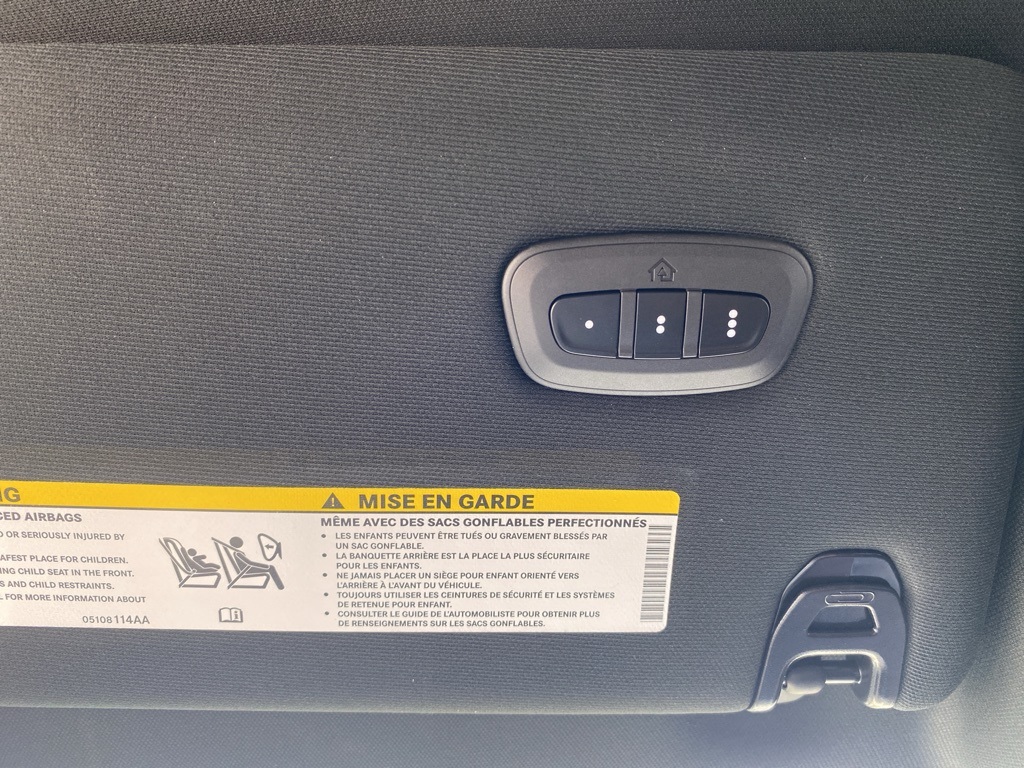 NG
CED AIRBAGS
D OR SERIOUSLY INJURED BY
AFEST PLACE FOR CHILDREN.
ING CHILD SEAT IN THE FRONT.
S AND CHILD RESTRAINTS.
L FOR MORE INFORMATION ABOUT
05108114AA
MISE EN GARDE
MÊME AVEC DES SACS GONFLABLES PERFECTIONNÉS
• LES ENFANTS PEUVENT ÊTRE TUÉS OU GRAVEMENT BLESSÉS PAR
UN SAC GONFLABLE.
• LA BANQUETTE ARRIÈRE EST LA PLACE LA PLUS SÉCURITAIRE
POUR LES ENFANTS.
• NE JAMAIS PLACER UN SIÈGE POUR ENFANT ORIENTÉ VERS
L'ARRIÈRE À L'AVANT DU VÉHICULE.
• TOUJOURS UTILISER LES CEINTURES DE SÉCURITÉ ET LES SYSTÈMES
DE RETENUE POUR ENFANT.
• CONSULTER LE GUIDE DE L'AUTOMOBILISTE POUR OBTENIR PLUS
DE RENSEIGNEMENTS SUR LES SACS GONFLABLES.